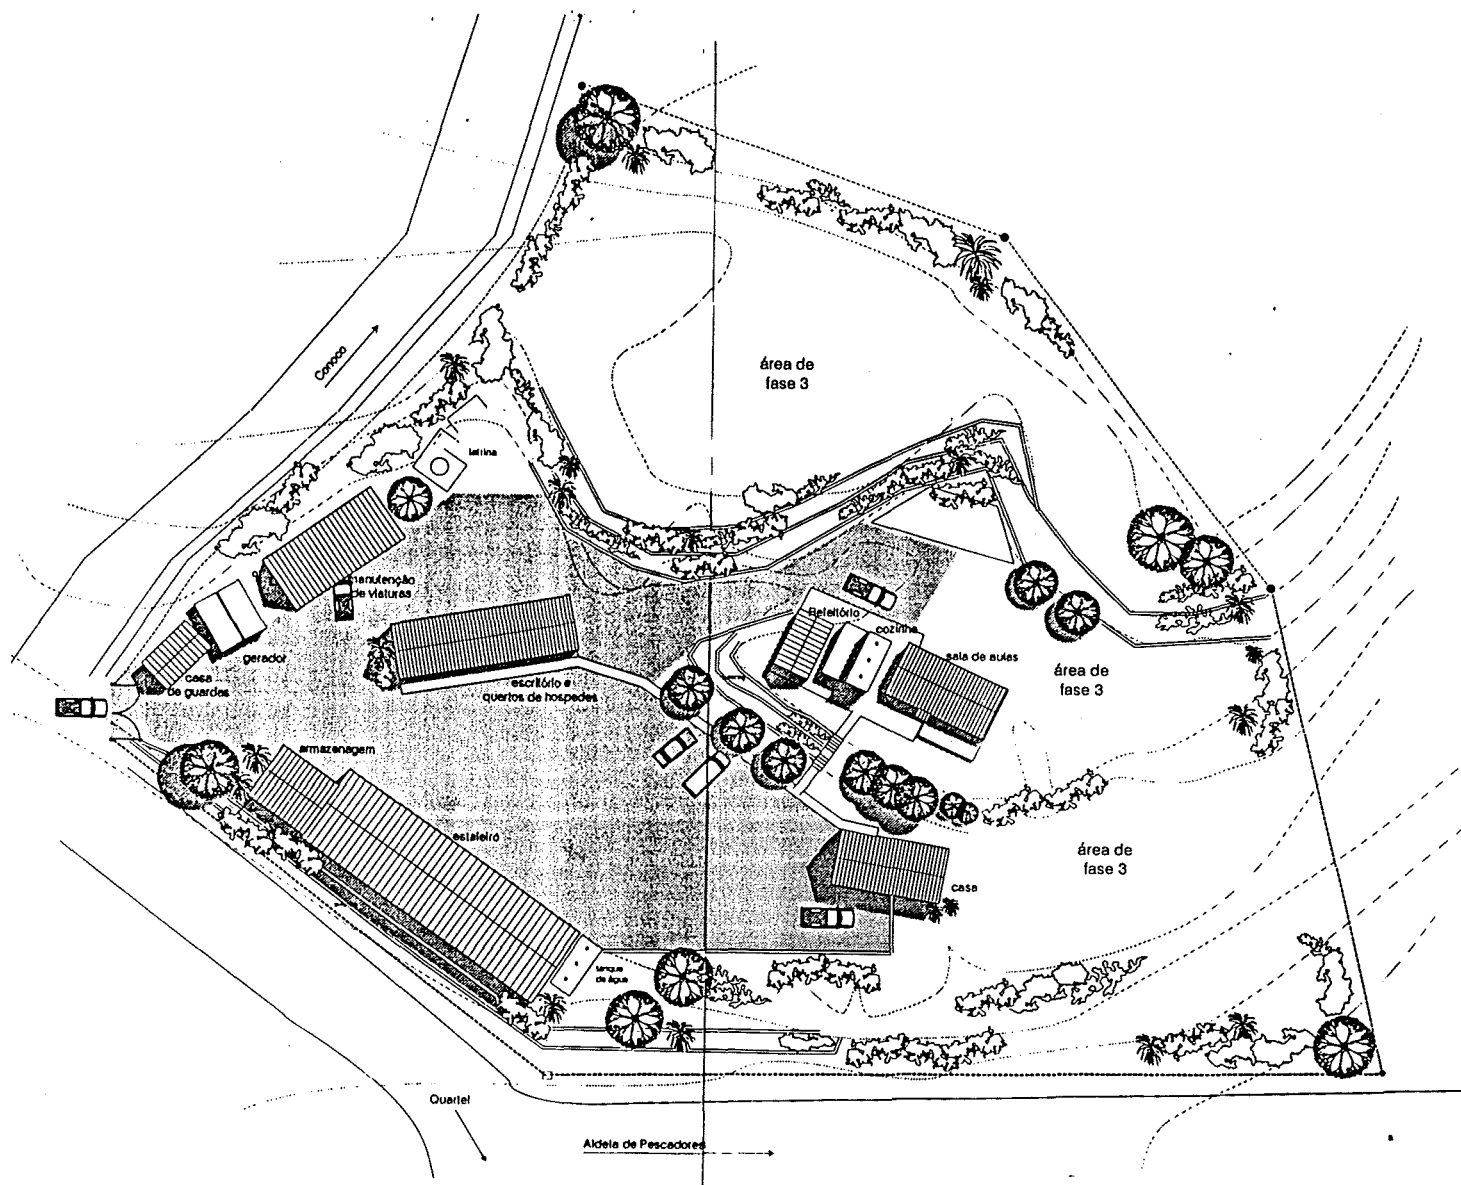 Conoco
área de
fase 3
latrina
manutenção
de viaturas
gerador
casa
de guardas
escritório e
quartos de hospedes
Refeitório
cozinha
sala de aulas
área de
fase 3
armazenagem
estaleiro
área de
fase 3
casa
tanque
de água
Quartel
Aldeia de Pescadores